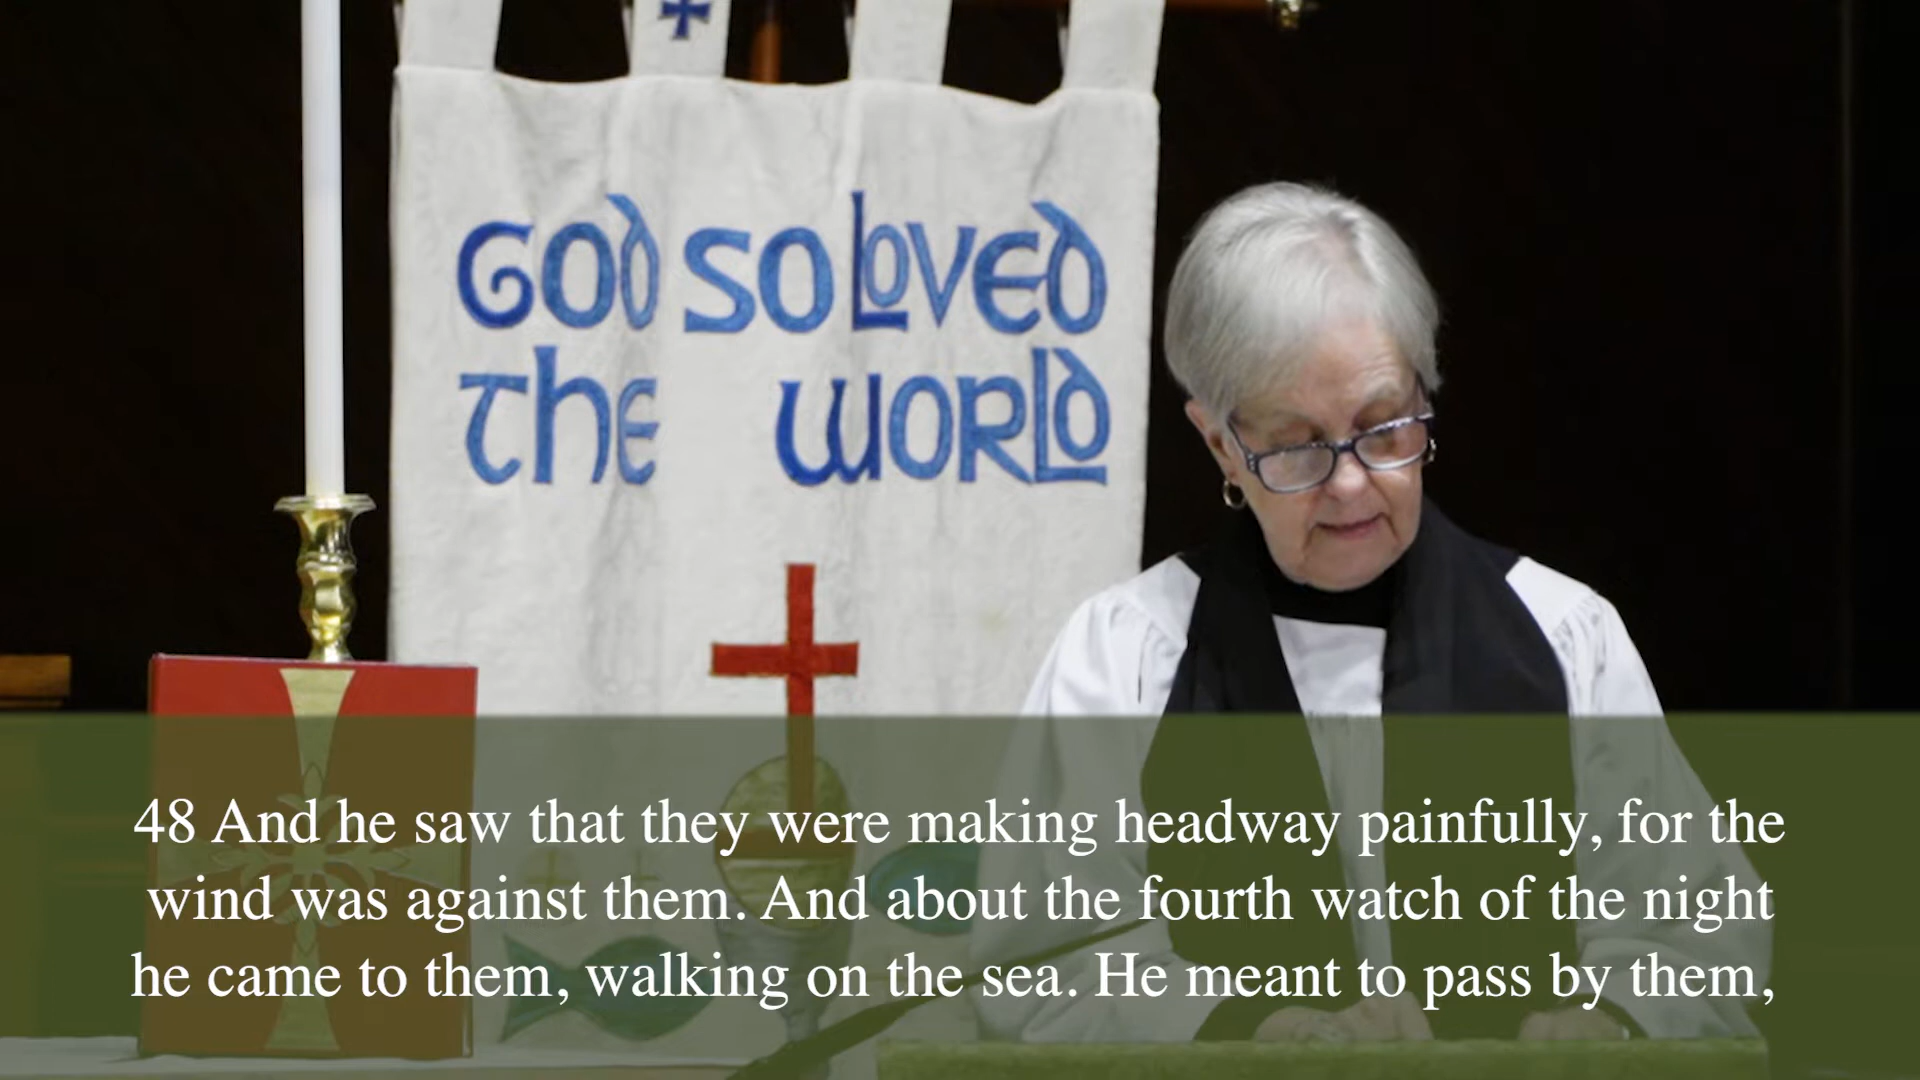 GOD SO LOVED
THE WORLD
48 And he saw that they were making headway painfully, for the
wind was against them. And about the fourth watch of the night
he came to them, walking on the sea. He meant to pass by them,